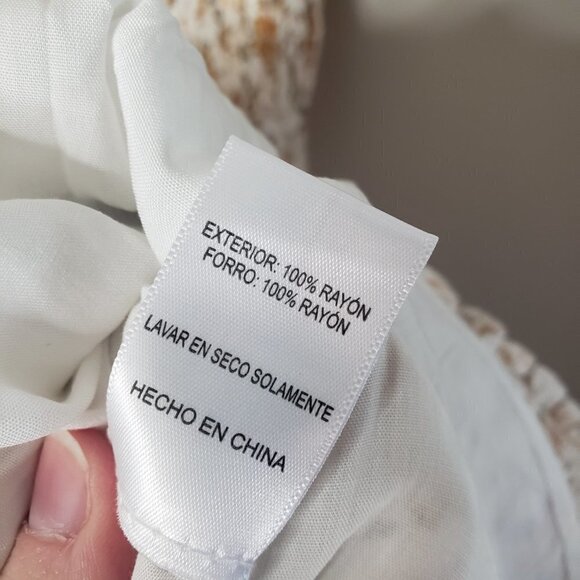 EXTERIOR: 100% RAYÓN
FORRO: 100% RAYÓN
LAVAR EN SECO SOLAMENTE
HECHO EN CHINA